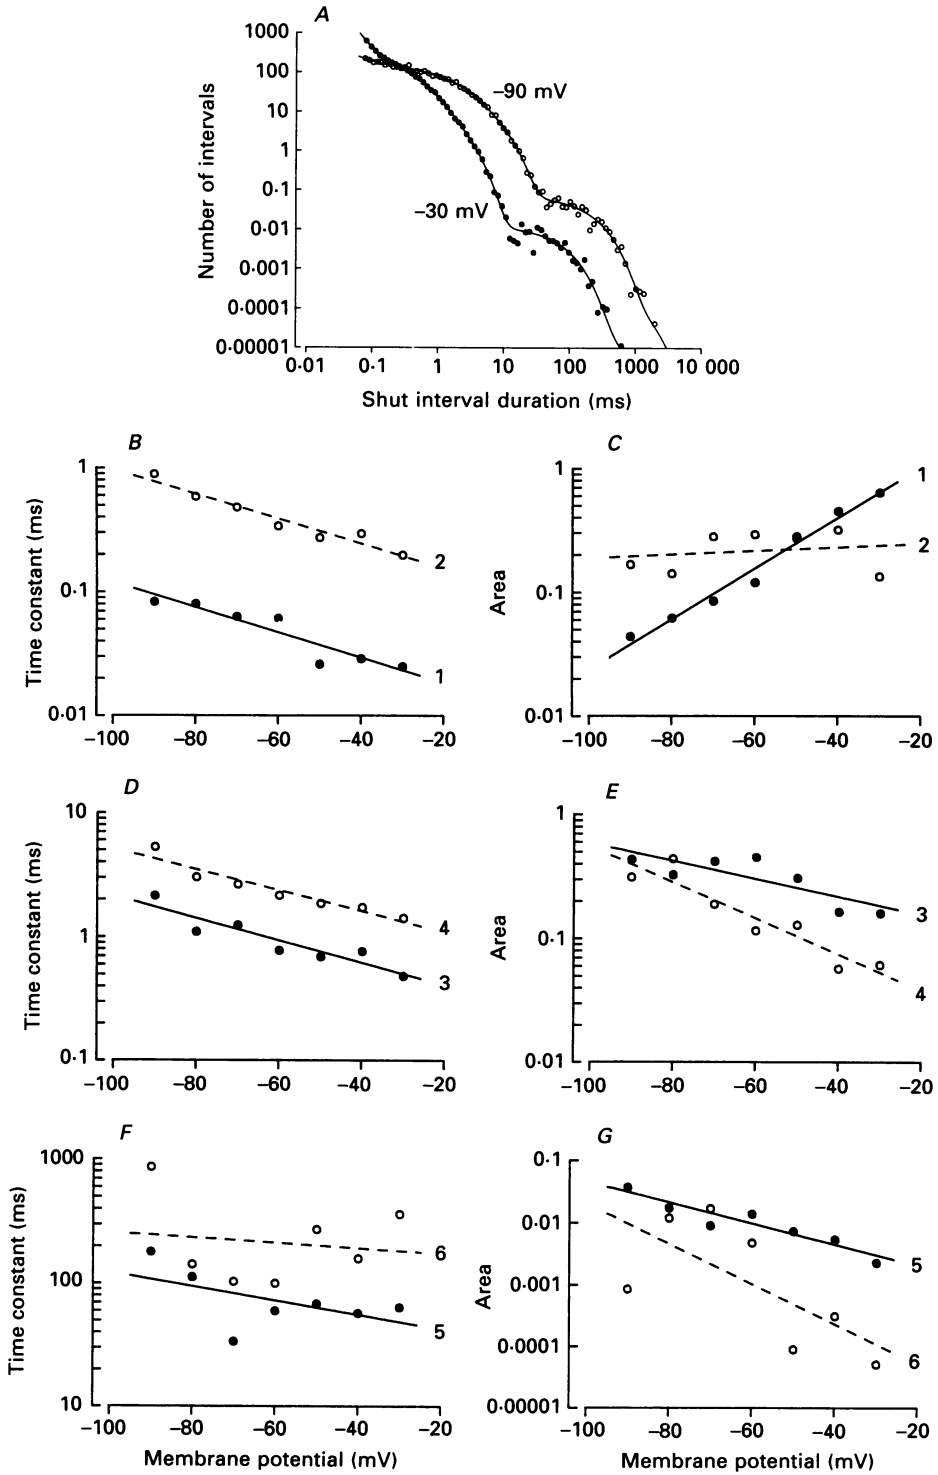 A
1000
100
10
1
0·1
0·01
0·001
0·0001
0·00001
Number of intervals
–90 mV
–30 mV
0·01 0·1 1 10 100 1000 10 000
Shut interval duration (ms)
B
1
0·1
0·01
Time constant (ms)
2
1
–100 –80 –60 –40 –20
C
1
0·1
0·01
Area
1
2
–100 –80 –60 –40 –20
D
10
1
0·1
Time constant (ms)
4
3
–100 –80 –60 –40 –20
E
1
0·1
0·01
Area
3
4
–100 –80 –60 –40 –20
F
1000
100
10
Time constant (ms)
6
5
–100 –80 –60 –40 –20
Membrane potential (mV)
G
0·1
0·01
0·001
0·0001
0·00001
Area
5
6
–100 –80 –60 –40 –20
Membrane potential (mV)